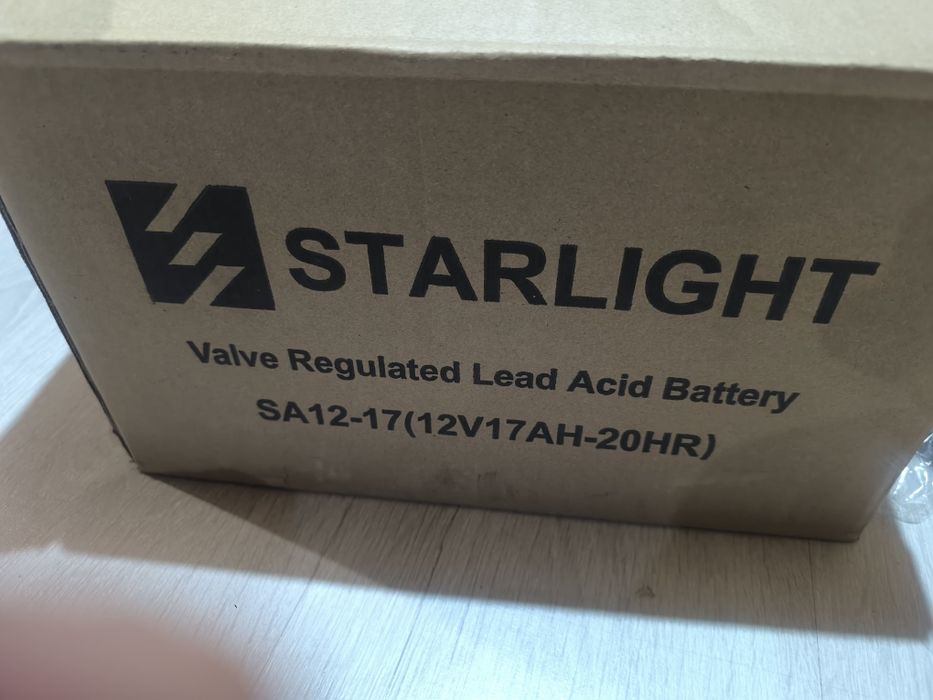 STARLIGHT
Valve Regulated Lead Acid Battery
SA12-17(12V17AH-20HR)